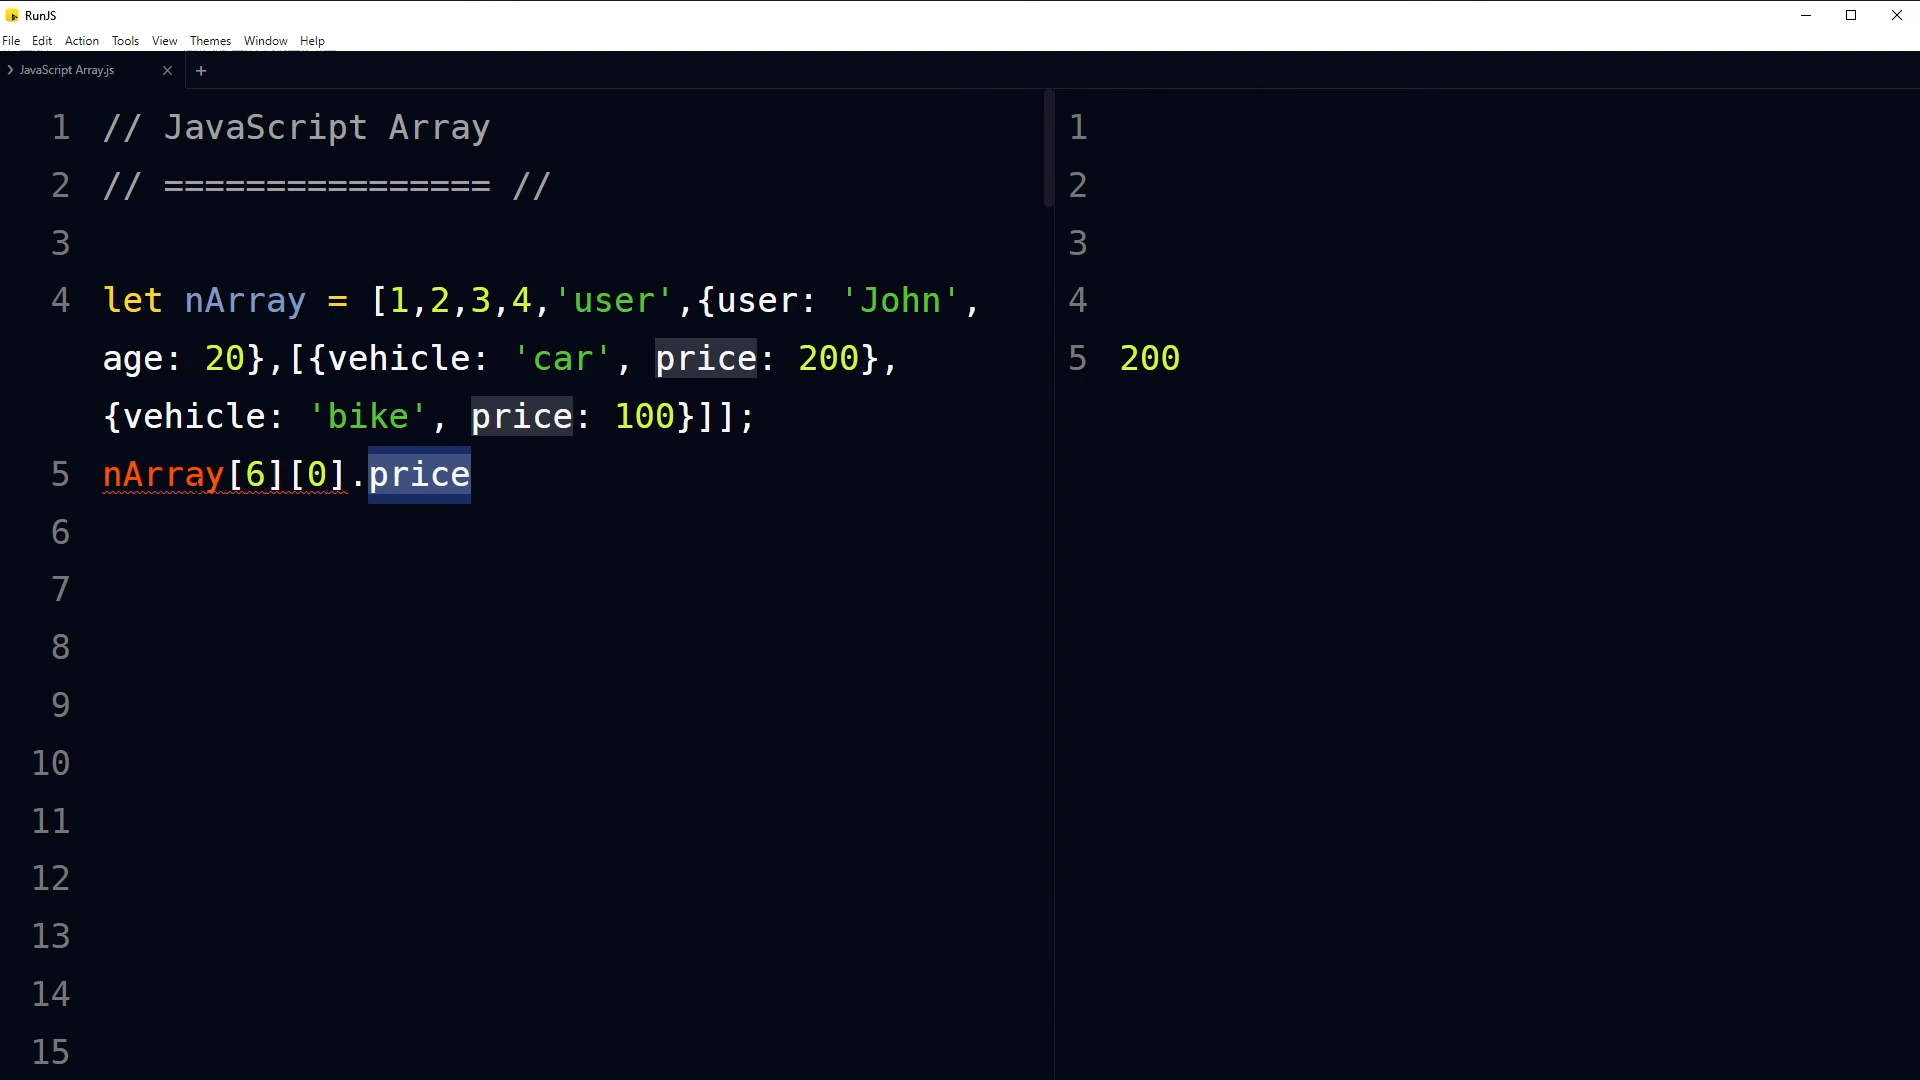 RunJS
File Edit Action Tools View Themes Window Help
JavaScript Array.js
1 // JavaScript Array
2 // ================ //
3
4 let nArray = [1,2,3,4,'user',{user: 'John',
age: 20},[{vehicle: 'car', price: 200},
{vehicle: 'bike', price: 100}]];
5 nArray[6][0].price
6
7
8
9
10
11
12
13
14
15
1
2
3
4
5 200